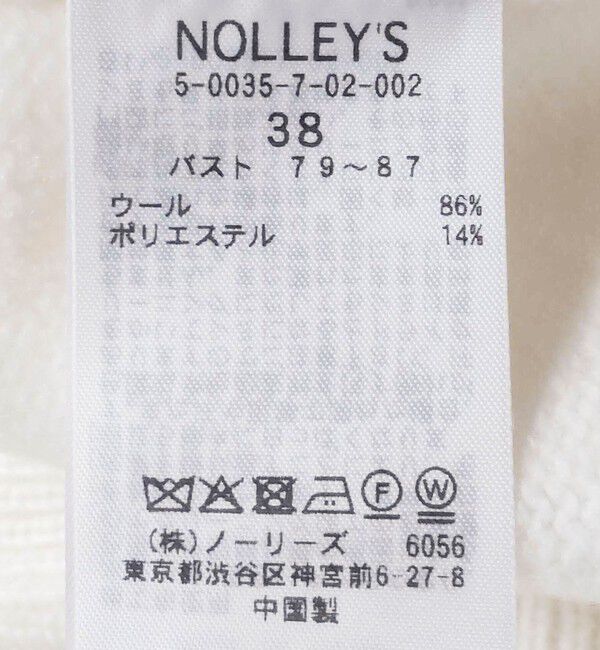 NOLLEY'S
5-0035-7-02-002
38
バスト 79～87
ウール 86%
ポリエステル 14%
F W
(株)ノーリーズ 6056
東京都渋谷区神宮前6-27-8
中国製